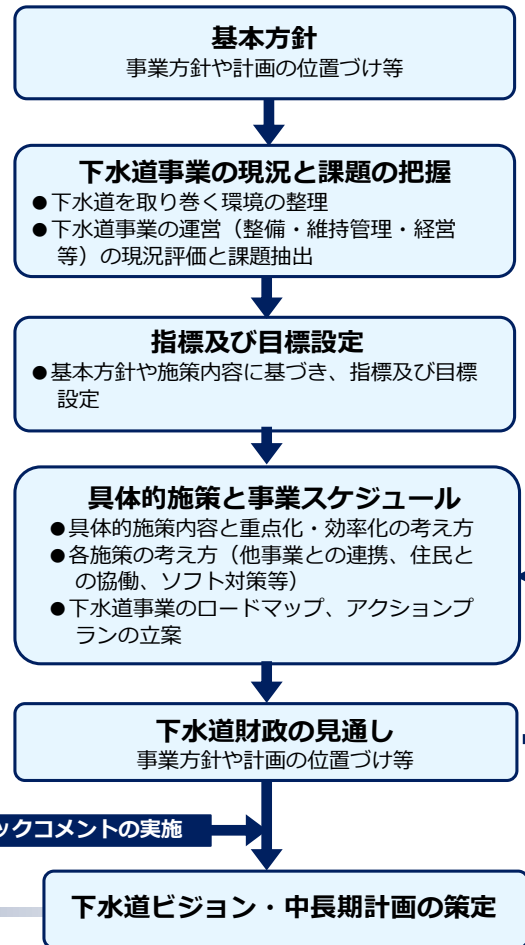 基本方針
事業方針や計画の位置づけ等
下水道事業の現況と課題の把握
●下水道を取り巻く環境の整理
●下水道事業の運営（整備・維持管理・経営
等）の現況評価と課題抽出
指標及び目標設定
●基本方針や施策内容に基づき、指標及び目標
設定
具体的施策と事業スケジュール
●具体的施策内容と重点化・効率化の考え方
●各施策の考え方（他事業との連携、住民と
の協働、ソフト対策等）
●下水道事業のロードマップ、アクションプ
ランの立案
下水道財政の見通し
事業方針や計画の位置づけ等
ックコメントの実施
下水道ビジョン・中長期計画の策定